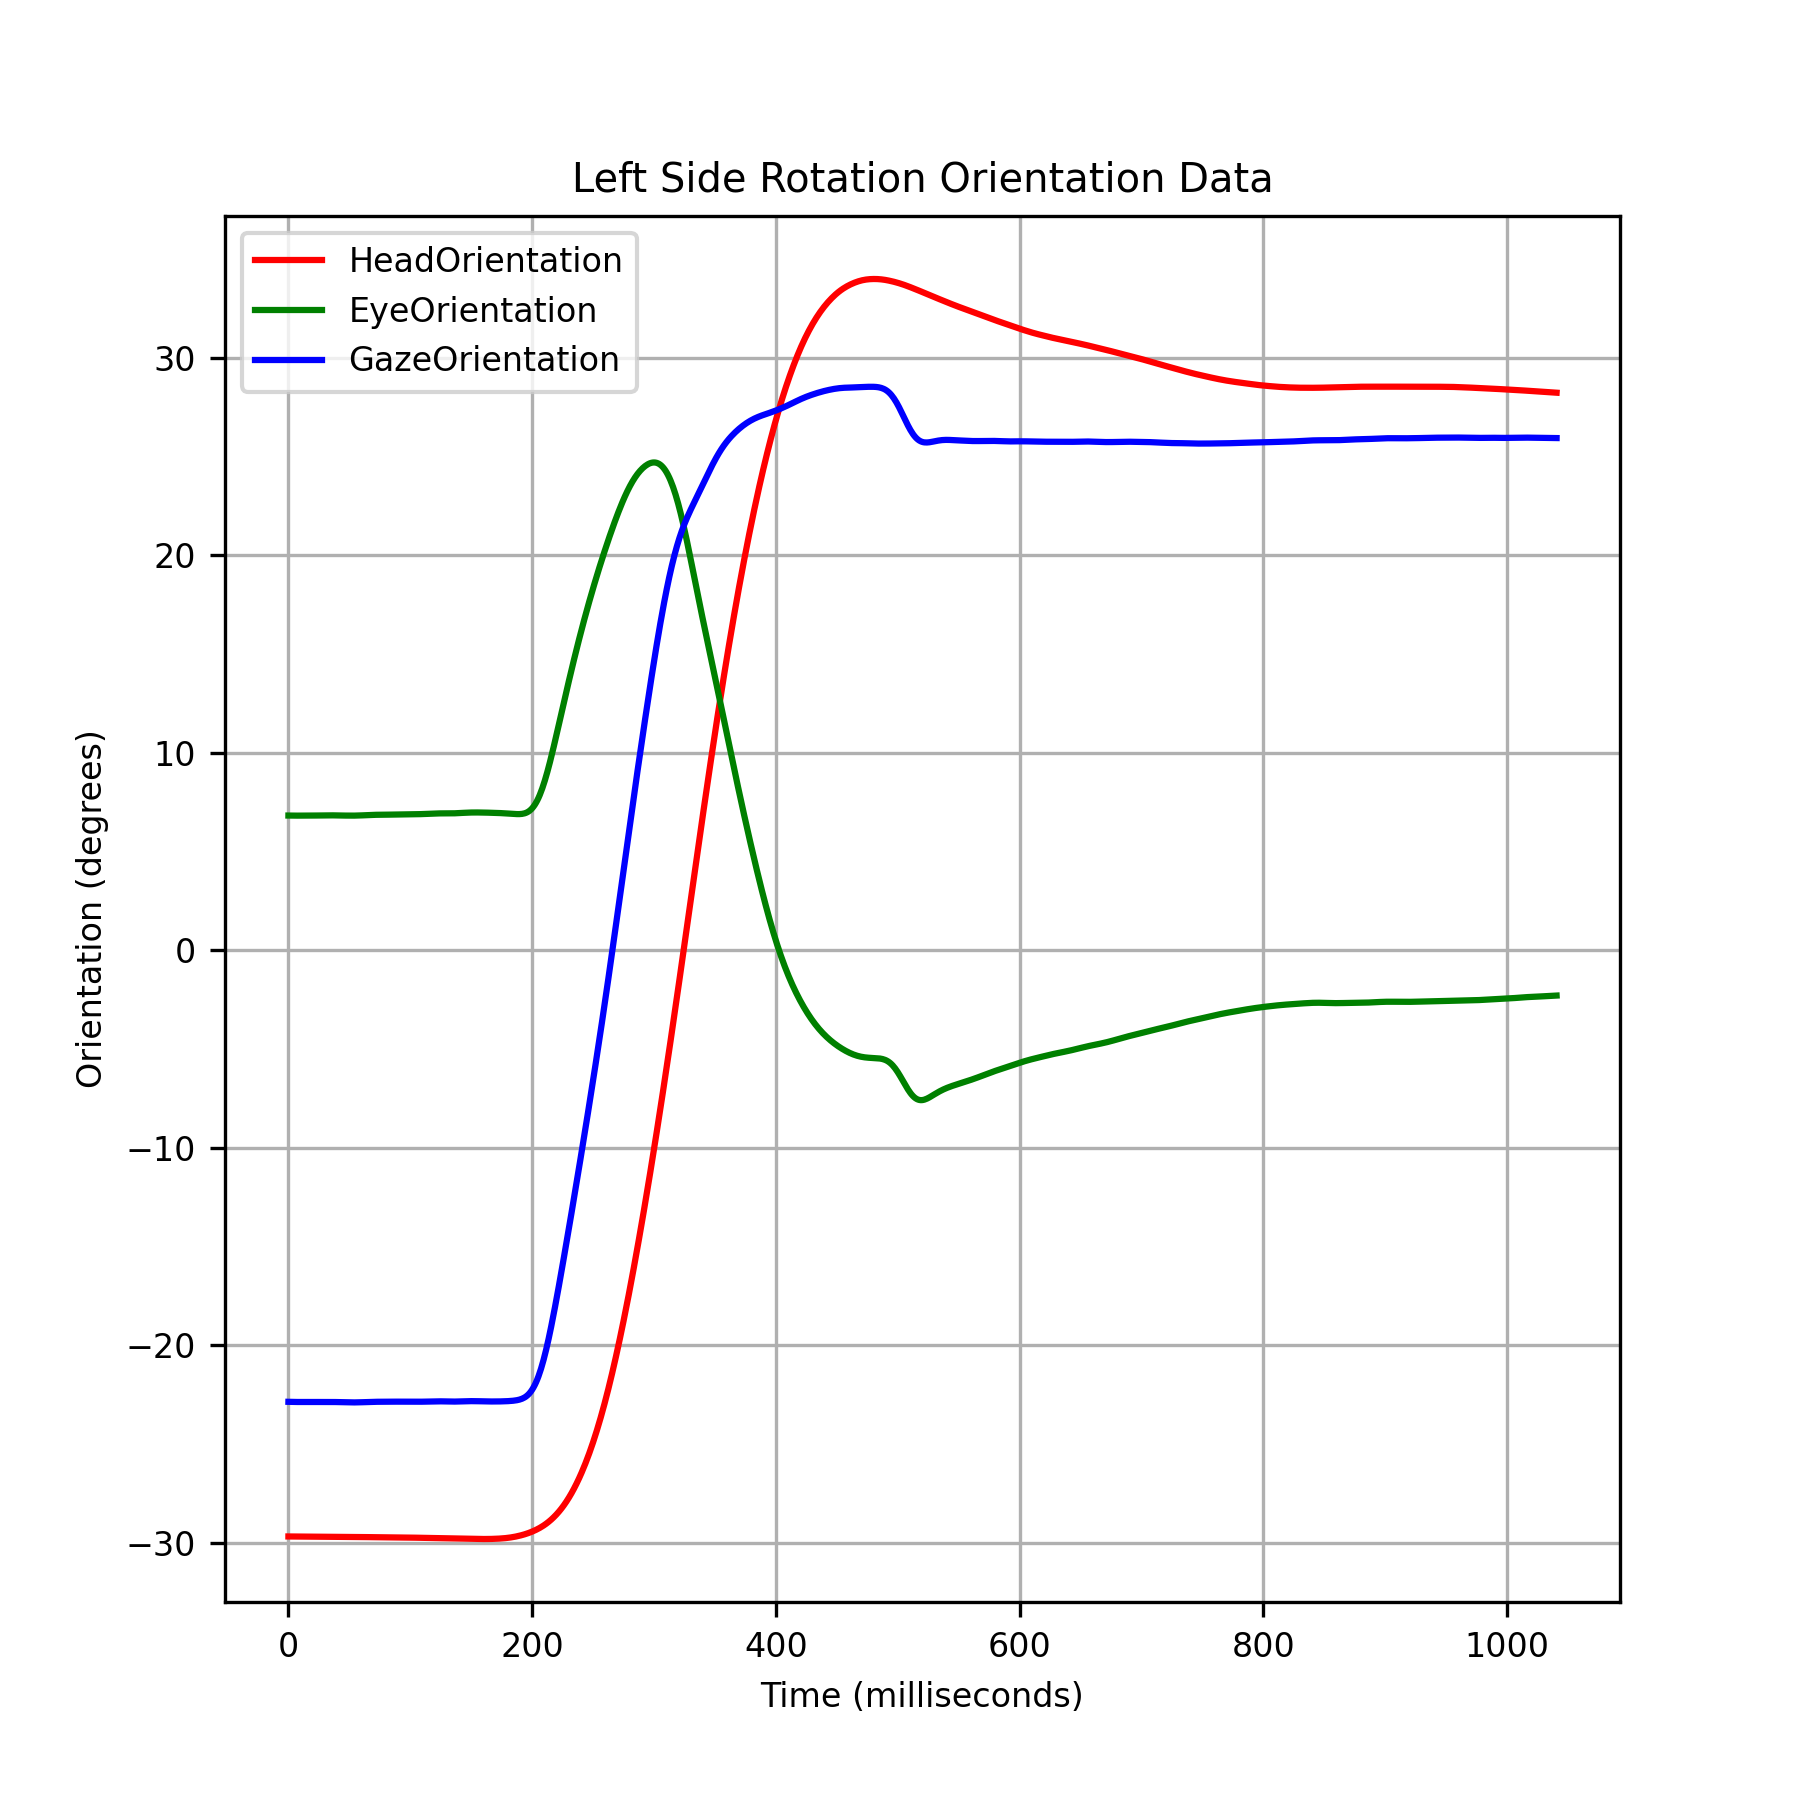 Left Side Rotation Orientation Data
HeadOrientation
EyeOrientation
GazeOrientation
30
20
10
0
−10
−20
−30
Orientation (degrees)
0 200 400 600 800 1000
Time (milliseconds)